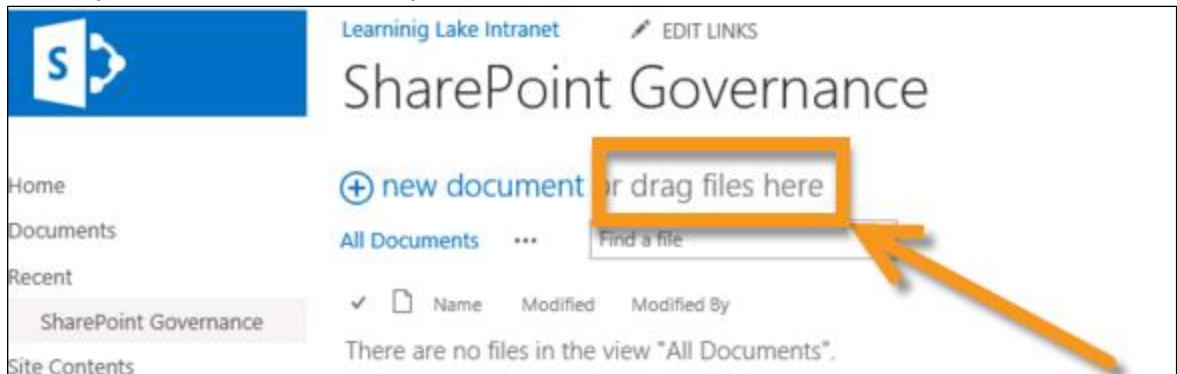 Learninig Lake Intranet EDIT LINKS
S
SharePoint Governance
new document or drag files here
Home
All Documents ... Find a file
Documents
Recent
SharePoint Governance
Name Modified Modified By
There are no files in the view "All Documents".
Site Contents